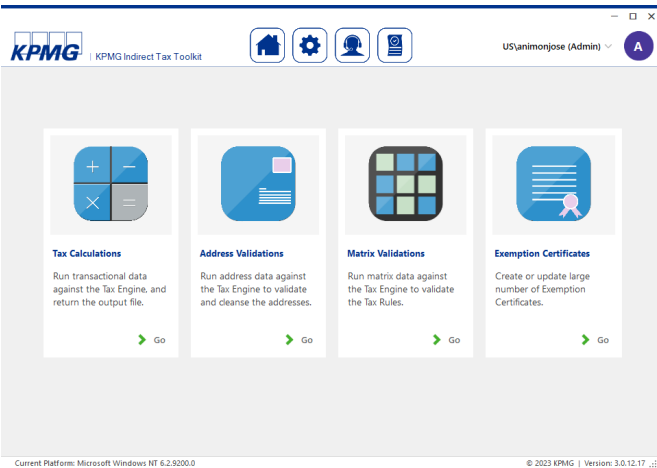 KPMG
KPMG Indirect Tax Toolkit
US\animonjose (Admin)
A
Tax Calculations
Run transactional data
against the Tax Engine, and
return the output file.
Go
Address Validations
Run address data against
the Tax Engine to validate
and cleanse the addresses.
Go
Matrix Validations
Run matrix data against
the Tax Engine to validate
the Tax Rules.
Go
Exemption Certificates
Create or update large
number of Exemption
Certificates.
Go
Current Platform: Microsoft Windows NT 6.2.9200.0
© 2023 KPMG | Version: 3.0.12.17